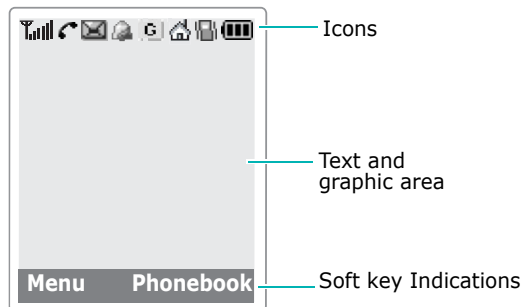 G
Icons
Text and
graphic area
Menu Phonebook
Soft key Indications